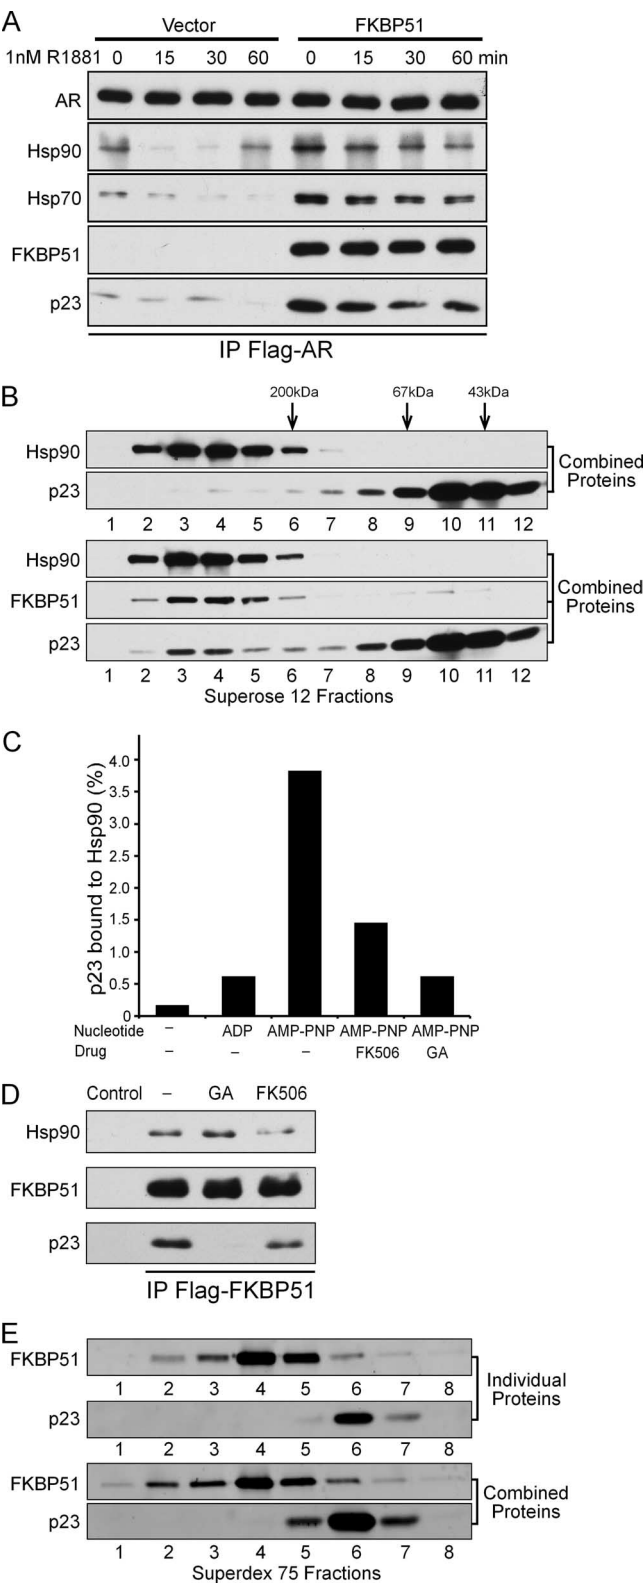 A
Vector FKBP51
1nM R1881 0 15 30 60 0 15 30 60 min
AR
Hsp90
Hsp70
FKBP51
p23
IP Flag-AR
B
200kDa 67kDa 43kDa
Hsp90
p23
Combined
Proteins
1 2 3 4 5 6 7 8 9 10 11 12
Hsp90
FKBP51
p23
Combined
Proteins
1 2 3 4 5 6 7 8 9 10 11 12
Superose 12 Fractions
C
p23 bound to Hsp90 (%)
4.0
3.5
3.0
2.5
2.0
1.5
1.0
0.5
0
Nucleotide – ADP AMP-PNP AMP-PNP AMP-PNP
Drug – – – FK506 GA
D
Control – GA FK506
Hsp90
FKBP51
p23
IP Flag-FKBP51
E
FKBP51
1 2 3 4 5 6 7 8
p23
1 2 3 4 5 6 7 8
Individual
Proteins
FKBP51
p23
Combined
Proteins
1 2 3 4 5 6 7 8
Superdex 75 Fractions